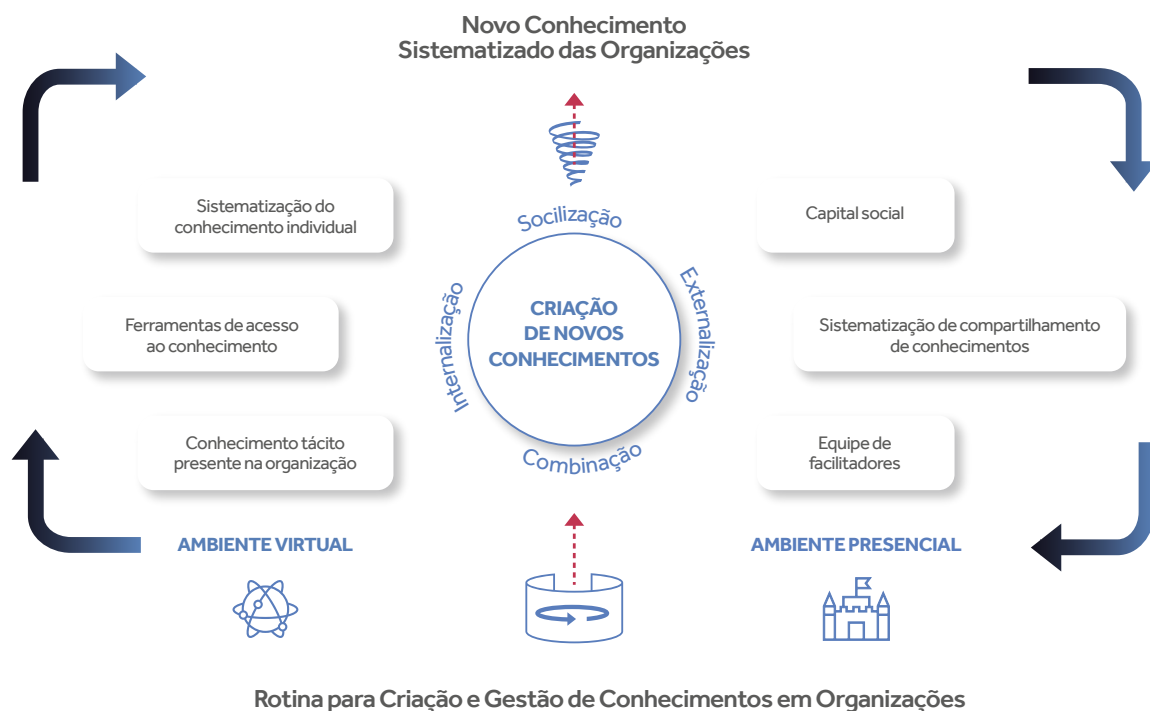 Novo Conhecimento
Sistematizado das Organizações
Sistematização do
conhecimento individual
Ferramentas de acesso
ao conhecimento
Conhecimento tácito
presente na organização
AMBIENTE VIRTUAL
Socilização
Internalização
Externalização
Combinação
CRIAÇÃO
DE NOVOS
CONHECIMENTOS
Capital social
Sistematização de compartilhamento
de conhecimentos
Equipe de
facilitadores
AMBIENTE PRESENCIAL
Rotina para Criação e Gestão de Conhecimentos em Organizações